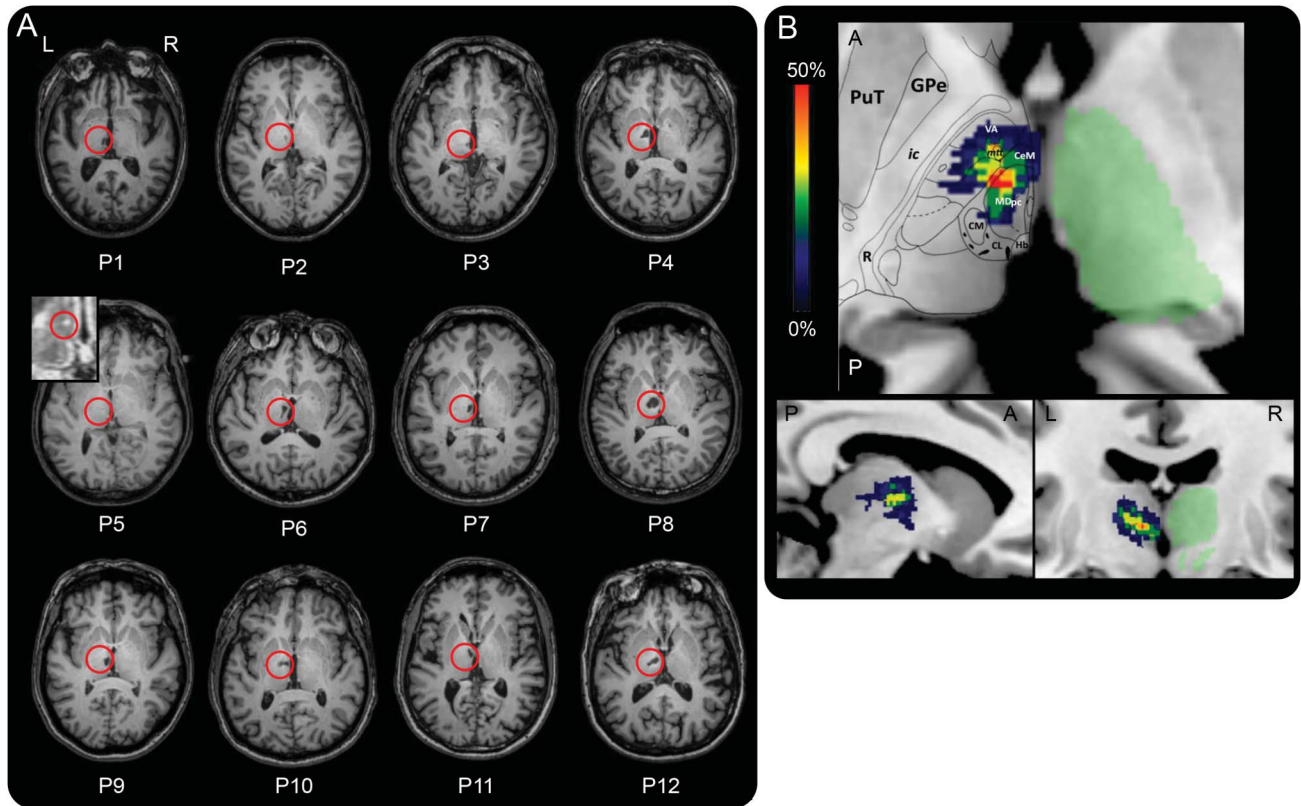 A
L R
P1 P2 P3 P4
P5 P6 P7 P8
P9 P10 P11 P12
B
50%
0%
A
PuT GPe
ic
VA
mtt
CeM
MDpc
CM
CL
Hb
R
P
P A
L R